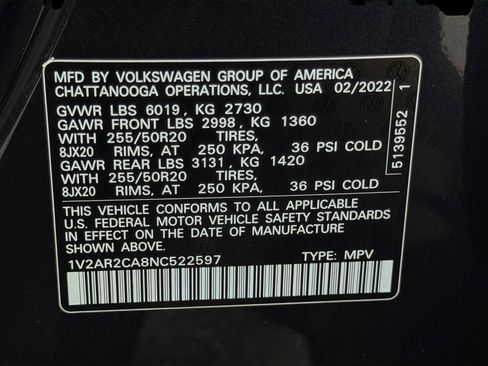 MFD BY VOLKSWAGEN GROUP OF AMERICA
CHATTANOOGA OPERATIONS, LLC. USA 02/2022
GVWR LBS 6019, KG 2730
GAWR FRONT LBS 2998, KG 1360
WITH 255/50R20 TIRES,
8JX20 RIMS, AT 250 KPA, 36 PSI COLD
GAWR REAR LBS 3131, KG 1420
WITH 255/50R20 TIRES,
8JX20 RIMS, AT 250 KPA, 36 PSI COLD
THIS VEHICLE CONFORMS TO ALL APPLICABLE
U.S. FEDERAL MOTOR VEHICLE SAFETY STANDARDS
IN EFFECT ON THE DATE OF MANUFACTURE
SHOWN ABOVE.
1V2AR2CA8NC522597 TYPE: MPV
5139552 1